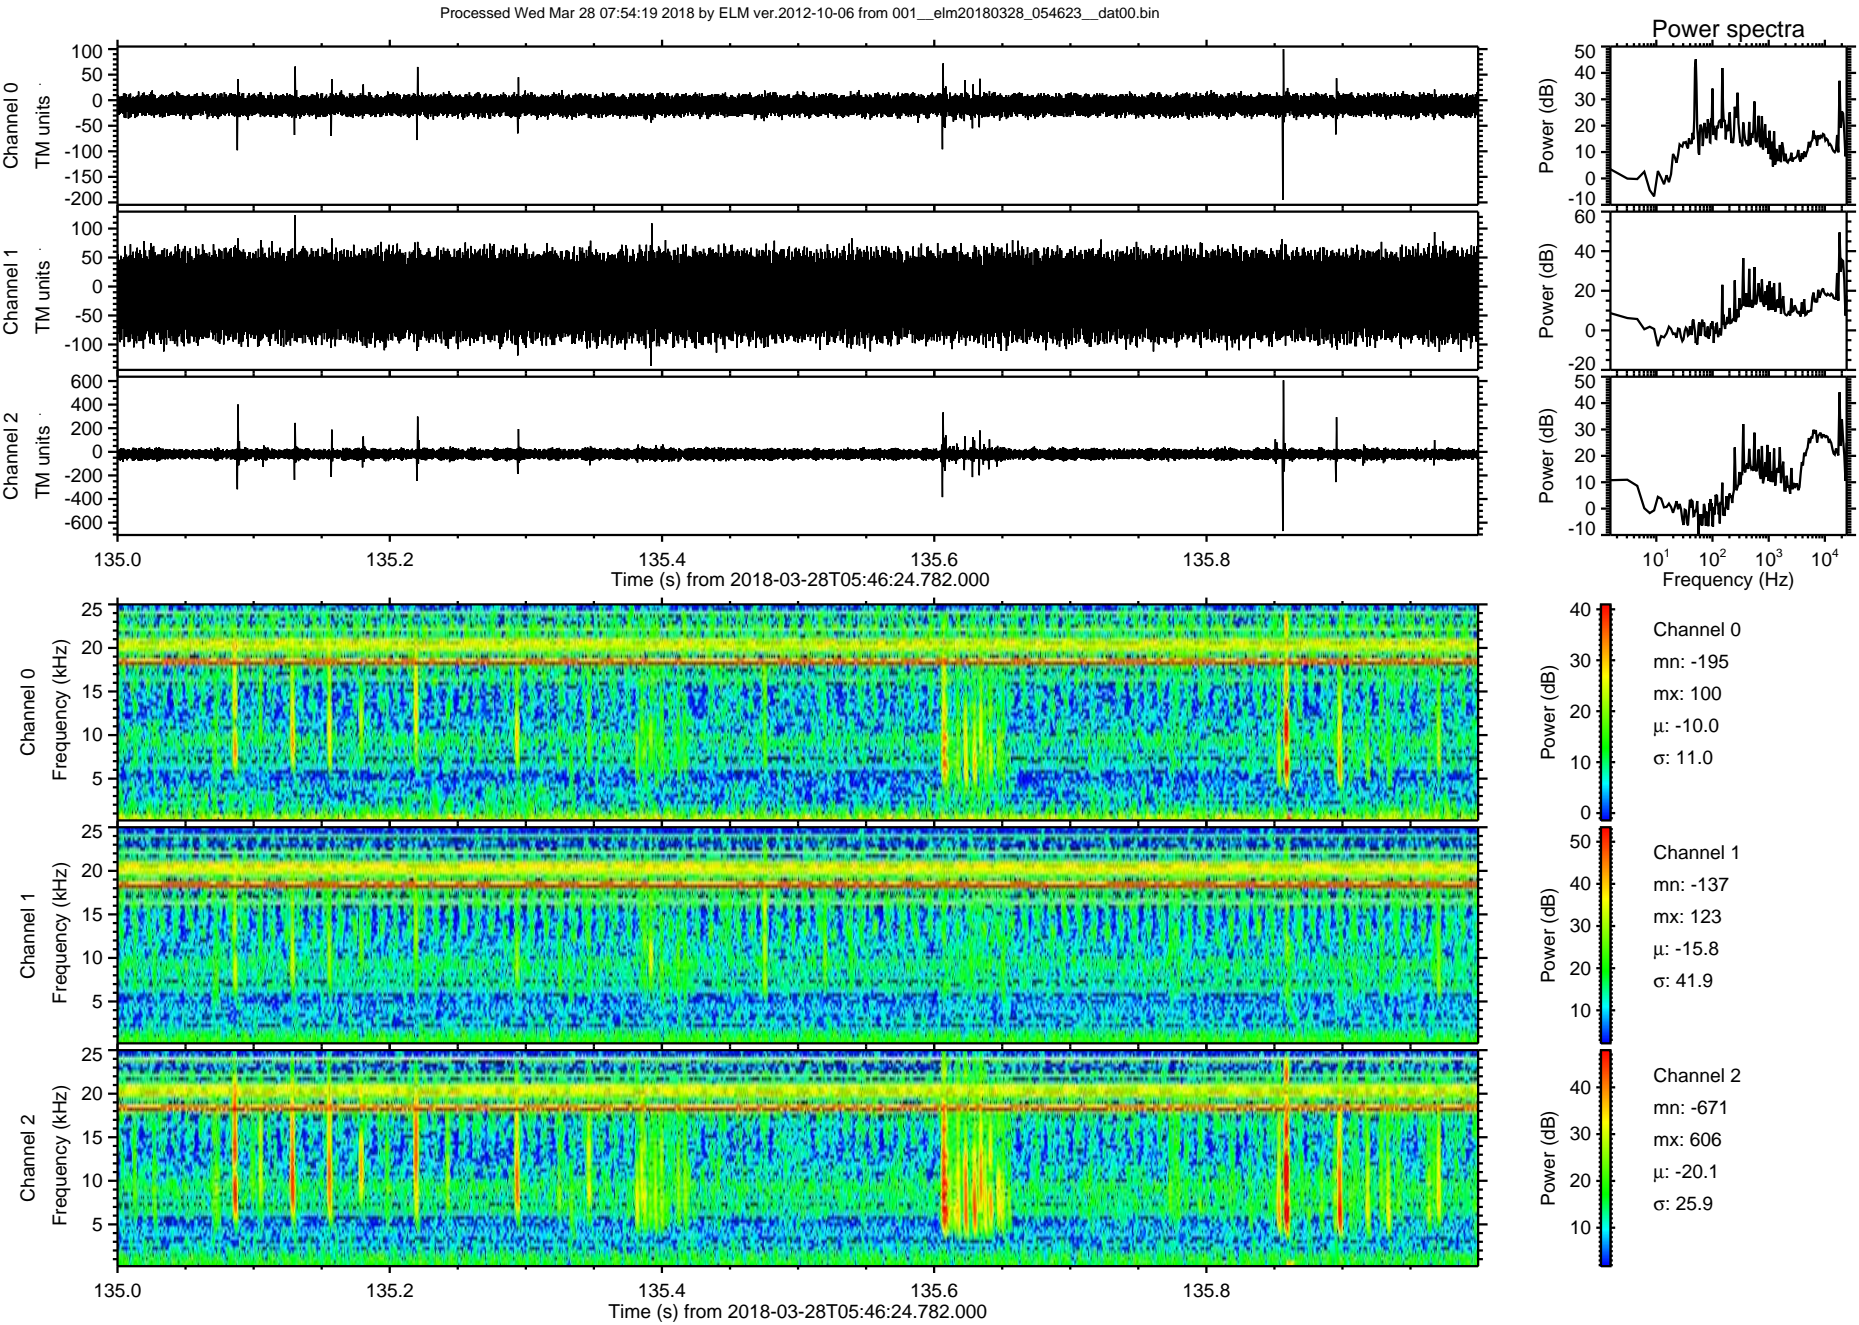 Processed Wed Mar 28 07:54:19 2018 by ELM ver.2012-10-06 from 001__elm20180328_054623__dat00.bin
Power spectra
Channel 0
TM units
100
50
0
-50
-100
-150
-200
Power (dB)
50
40
30
20
10
0
-10
Channel 1
TM units
100
50
0
-50
-100
Power (dB)
60
40
20
0
-20
Channel 2
TM units
600
400
200
0
-200
-400
-600
Power (dB)
50
40
30
20
10
0
-10
135.0 135.2 135.4 135.6 135.8
Time (s) from 2018-03-28T05:46:24.782.000
10^1 10^2 10^3 10^4
Frequency (Hz)
Channel 0
Frequency (kHz)
25
20
15
10
5
Power (dB)
40
30
20
10
0
Channel 0
mn: -195
mx: 100
μ: -10.0
σ: 11.0
Channel 1
Frequency (kHz)
25
20
15
10
5
Power (dB)
50
40
30
20
10
Channel 1
mn: -137
mx: 123
μ: -15.8
σ: 41.9
Channel 2
Frequency (kHz)
25
20
15
10
5
Power (dB)
40
30
20
10
Channel 2
mn: -671
mx: 606
μ: -20.1
σ: 25.9
135.0 135.2 135.4 135.6 135.8
Time (s) from 2018-03-28T05:46:24.782.000